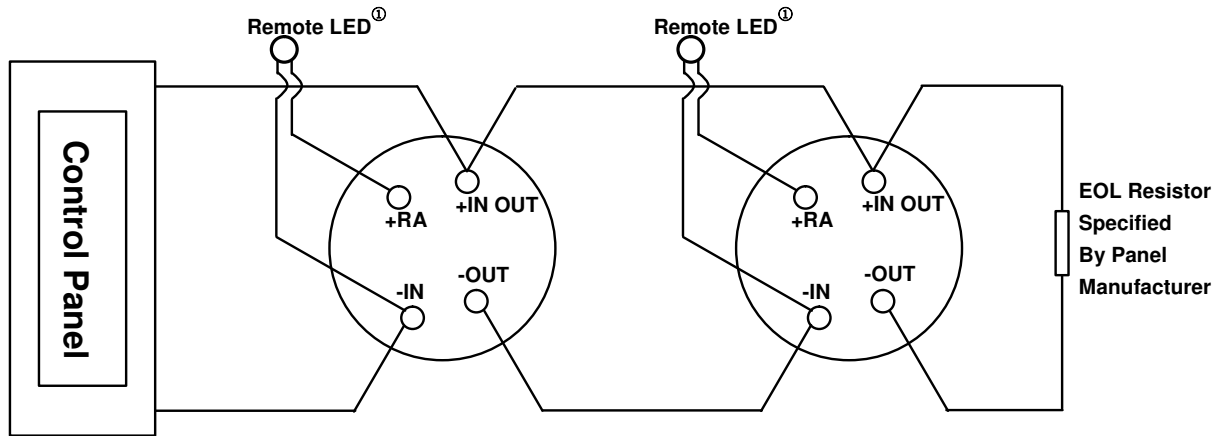 Remote LED①
Remote LED①
Control Panel
+RA
+IN OUT
-IN
-OUT
+RA
+IN OUT
-IN
-OUT
EOL Resistor
Specified
By Panel
Manufacturer